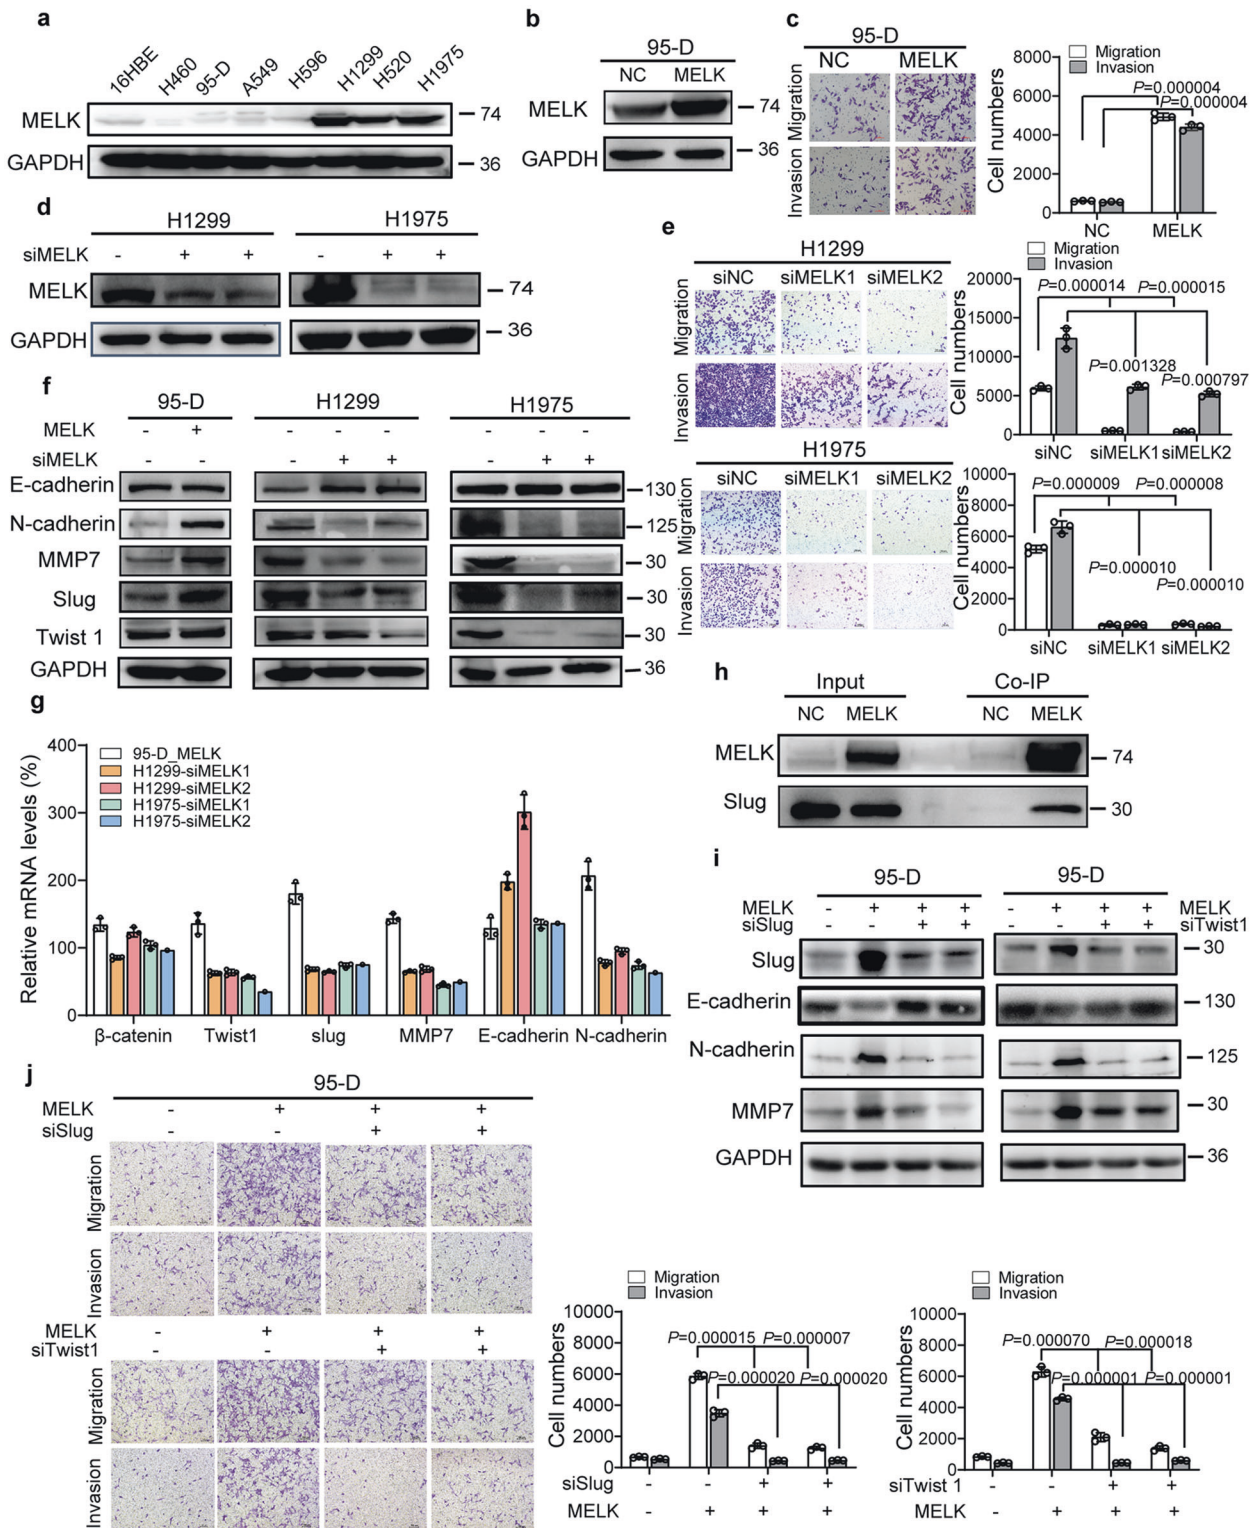 a
16HBE H460 95-D A549 H596 H1299 H520 H1975
MELK 74
GAPDH 36
b
95-D
NC MELK
MELK 74
GAPDH 36
c
95-D
NC MELK
Migration
Invasion
Migration
Invasion
Cell numbers
8000
6000
4000
2000
0
P=0.000004
P=0.000004
NC MELK
d
H1299 H1975
siMELK - + + - + +
MELK 74
GAPDH 36
e
H1299
siNC siMELK1 siMELK2
Migration
Invasion
Migration
Invasion
Cell numbers
20000
15000
10000
5000
0
P=0.000014 P=0.000015
P=0.001328
P=0.000797
siNC siMELK1 siMELK2
H1975
siNC siMELK1 siMELK2
Migration
Invasion
Cell numbers
10000
8000
6000
4000
2000
0
P=0.000009 P=0.000008
P=0.000010
P=0.000010
siNC siMELK1 siMELK2
f
95-D H1299 H1975
MELK - + - - - - - -
siMELK - - - + + - + +
E-cadherin 130
N-cadherin 125
MMP7 30
Slug 30
Twist 1 30
GAPDH 36
g
Relative mRNA levels (%)
400
300
200
100
0
95-D_MELK
H1299-siMELK1
H1299-siMELK2
H1975-siMELK1
H1975-siMELK2
β-catenin Twist1 slug MMP7 E-cadherin N-cadherin
h
Input Co-IP
NC MELK NC MELK
MELK 74
Slug 30
i
95-D 95-D
MELK - + + + - + + + MELK
siSlug - - + + - - + + siTwist1
Slug 30
E-cadherin 130
N-cadherin 125
MMP7 30
GAPDH 36
j
95-D
MELK - + + +
siSlug - - + +
Migration
Invasion
MELK - + + +
siTwist1 - - + +
Migration
Invasion
Migration
Invasion
Cell numbers
10000
8000
6000
4000
2000
0
P=0.000015 P=0.000007
P=0.000020 P=0.000020
siSlug - - + +
MELK - + + +
Migration
Invasion
Cell numbers
10000
8000
6000
4000
2000
0
P=0.000070 P=0.000018
P=0.000001 P=0.000001
siTwist 1 - - + +
MELK - + + +